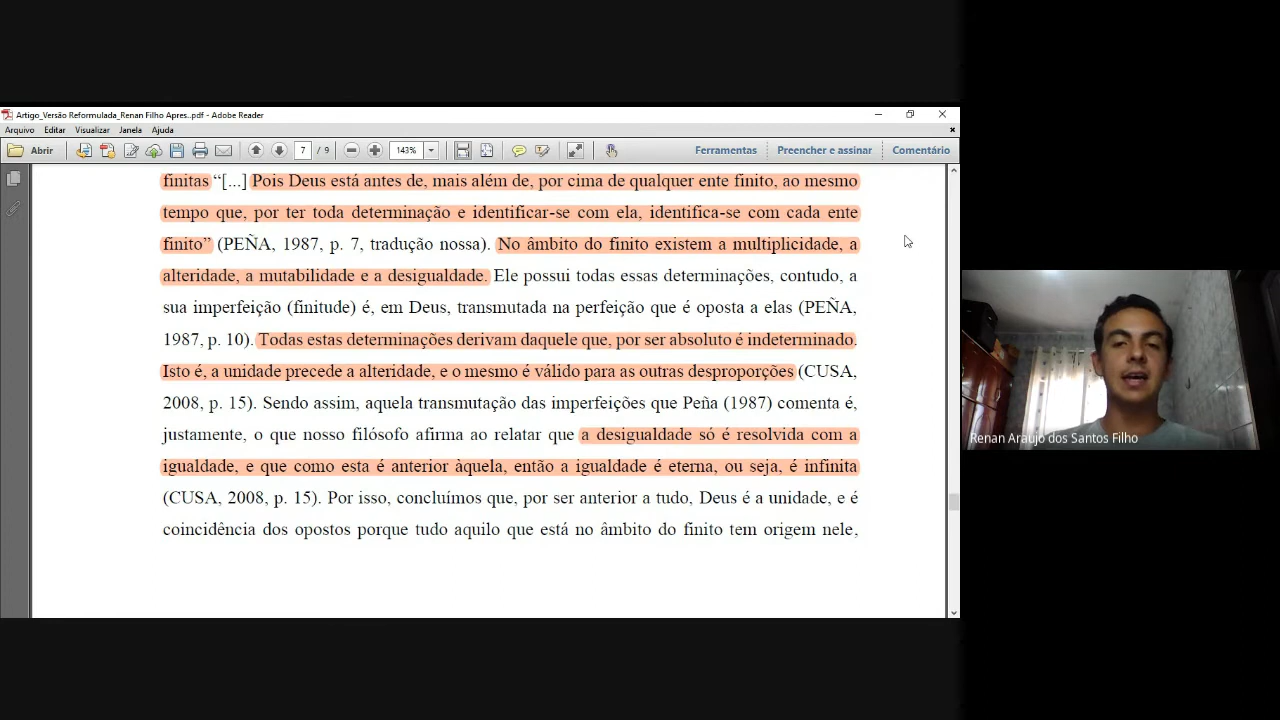 Artigo_Versão Reformulada_Renan Filho Apres..pdf - Adobe Reader
Arquivo Editar Visualizar Janela Ajuda
Abrir 7 / 9 143% Ferramentas Preencher e assinar Comentário
finitas “[...] Pois Deus está antes de, mais além de, por cima de qualquer ente finito, ao mesmo
tempo que, por ter toda determinação e identificar-se com ela, identifica-se com cada ente
finito” (PEÑA, 1987, p. 7, tradução nossa). No âmbito do finito existem a multiplicidade, a
alteridade, a mutabilidade e a desigualdade. Ele possui todas essas determinações, contudo, a
sua imperfeição (finitude) é, em Deus, transmutada na perfeição que é oposta a elas (PEÑA,
1987, p. 10). Todas estas determinações derivam daquele que, por ser absoluto é indeterminado.
Isto é, a unidade precede a alteridade, e o mesmo é válido para as outras desproporções (CUSA,
2008, p. 15). Sendo assim, aquela transmutação das imperfeições que Peña (1987) comenta é,
justamente, o que nosso filósofo afirma ao relatar que a desigualdade só é resolvida com a
igualdade, e que como esta é anterior àquela, então a igualdade é eterna, ou seja, é infinita
(CUSA, 2008, p. 15). Por isso, concluímos que, por ser anterior a tudo, Deus é a unidade, e é
coincidência dos opostos porque tudo aquilo que está no âmbito do finito tem origem nele,
Renan Araujo dos Santos Filho